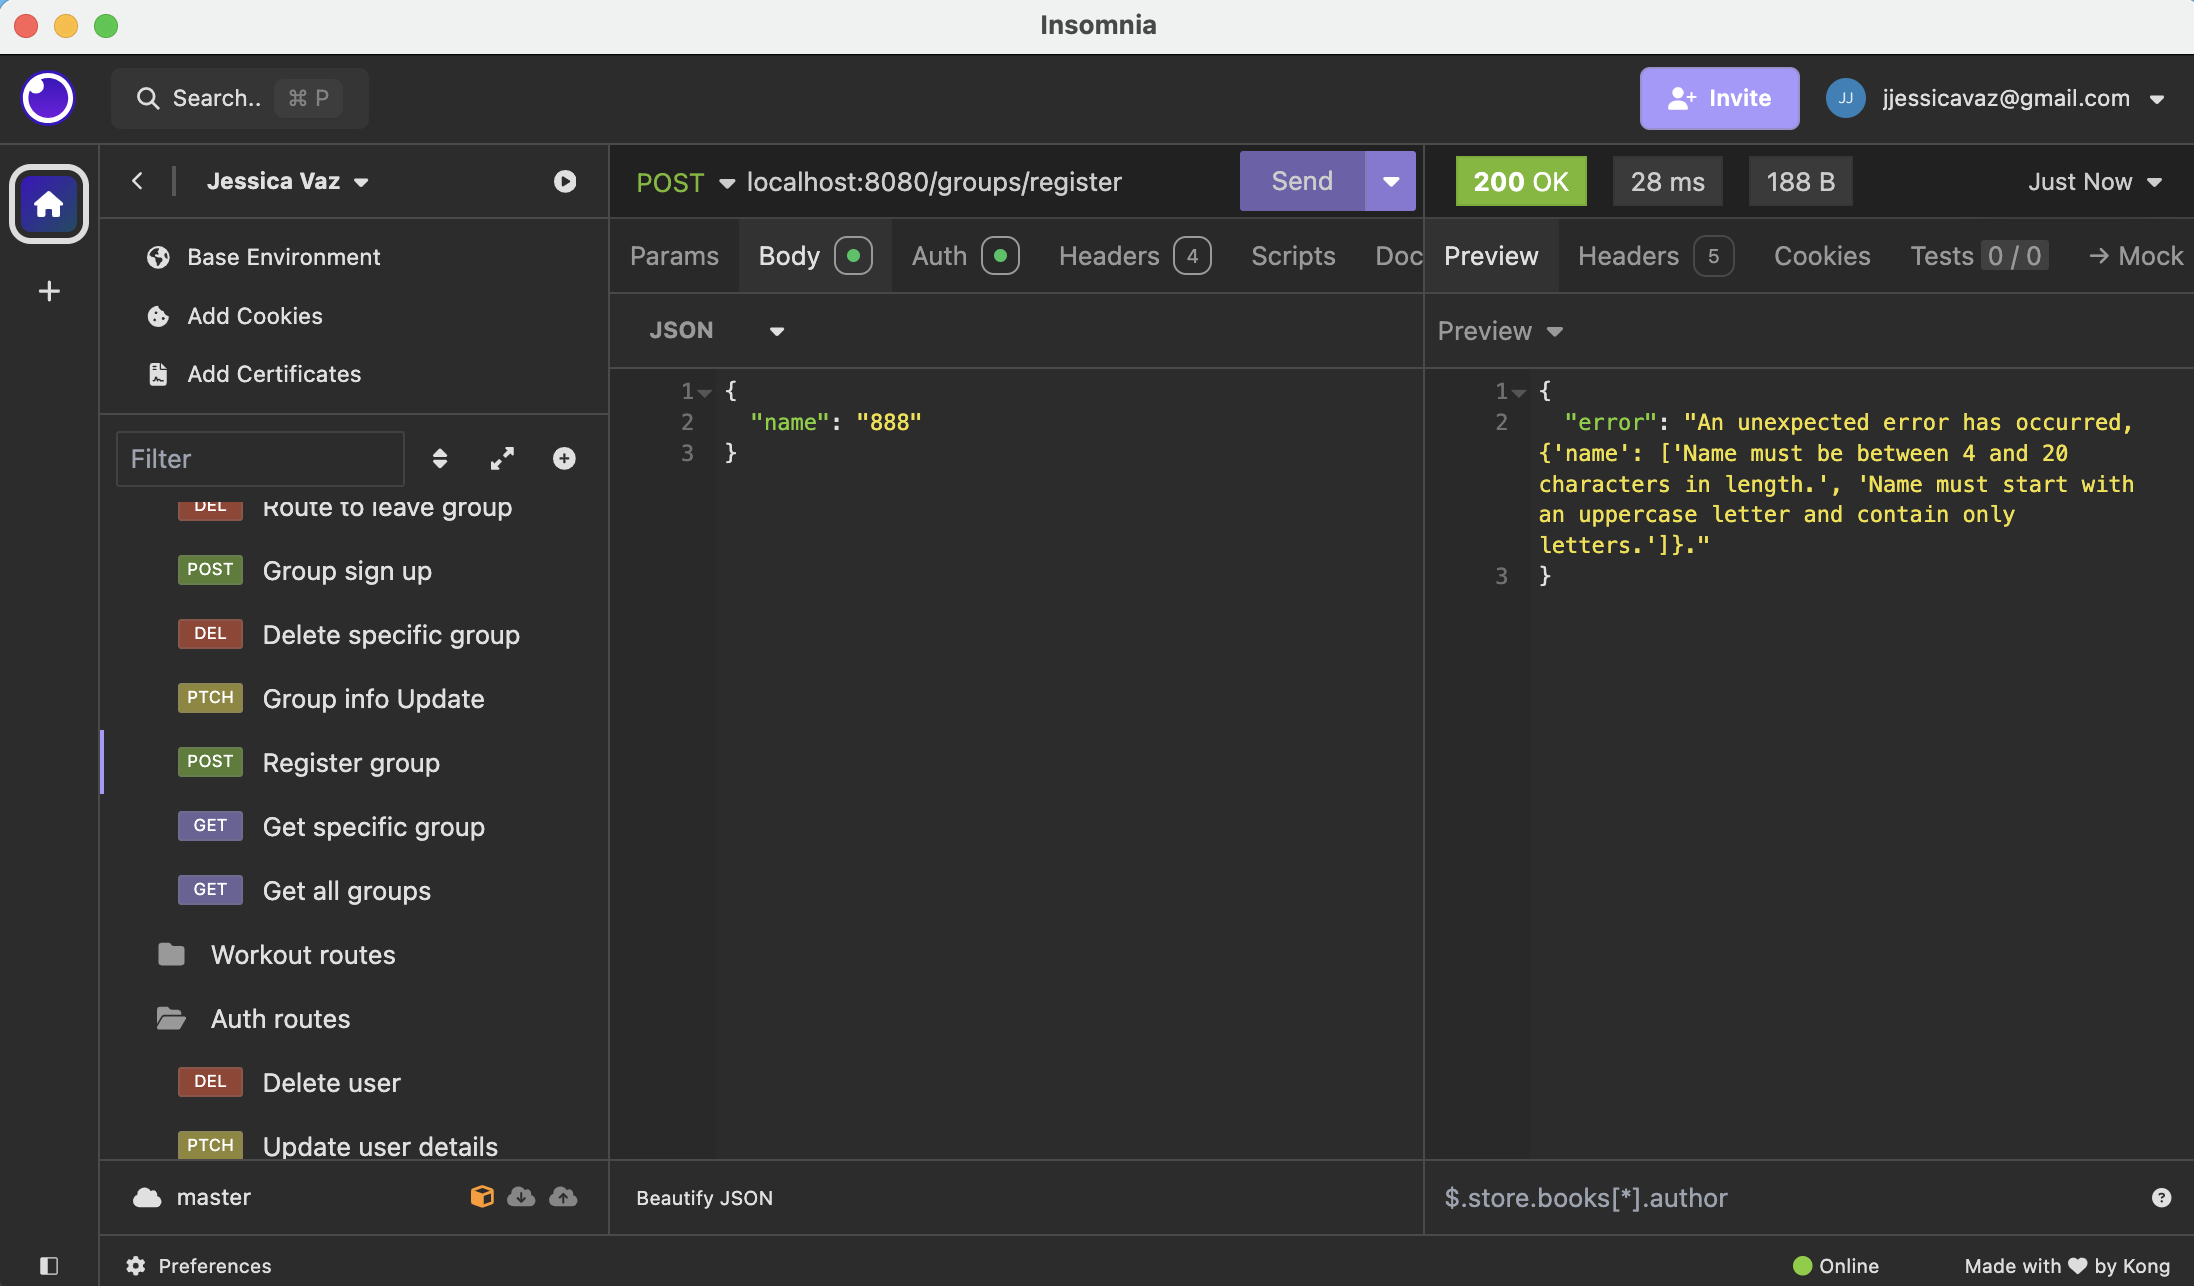 Insomnia
Search.. ⌘ P
Invite
JJ jjessicavaz@gmail.com
Jessica Vaz
Base Environment
Add Cookies
Add Certificates
Filter
DEL Route to leave group
POST Group sign up
DEL Delete specific group
PTCH Group info Update
POST Register group
GET Get specific group
GET Get all groups
Workout routes
Auth routes
DEL Delete user
PTCH Update user details
master
POST localhost:8080/groups/register Send
Params Body Auth Headers 4 Scripts Doc
JSON
1 {
2 "name": "888"
3 }
Beautify JSON
200 OK 28 ms 188 B Just Now
Preview Headers 5 Cookies Tests 0 / 0 → Mock
Preview
1 {
2 "error": "An unexpected error has occurred,
{'name': ['Name must be between 4 and 20
characters in length.', 'Name must start with
an uppercase letter and contain only
letters.']}."
3 }
$.store.books[*].author ?
Preferences
Online
Made with ♥ by Kong